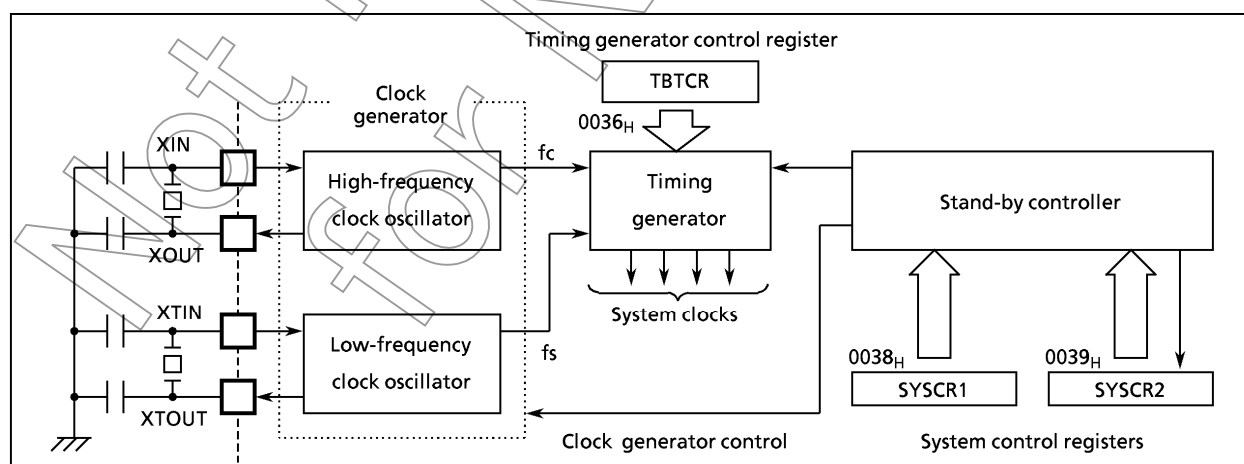 Timing generator control register
TBTCR
0036H
Clock
generator
XIN
XOUT
XTIN
XTOUT
High-frequency
clock oscillator
Low-frequency
clock oscillator
fc
fs
Timing
generator
System clocks
Stand-by controller
0038H
SYSCR1
0039H
SYSCR2
Clock generator control
System control registers
Not
for